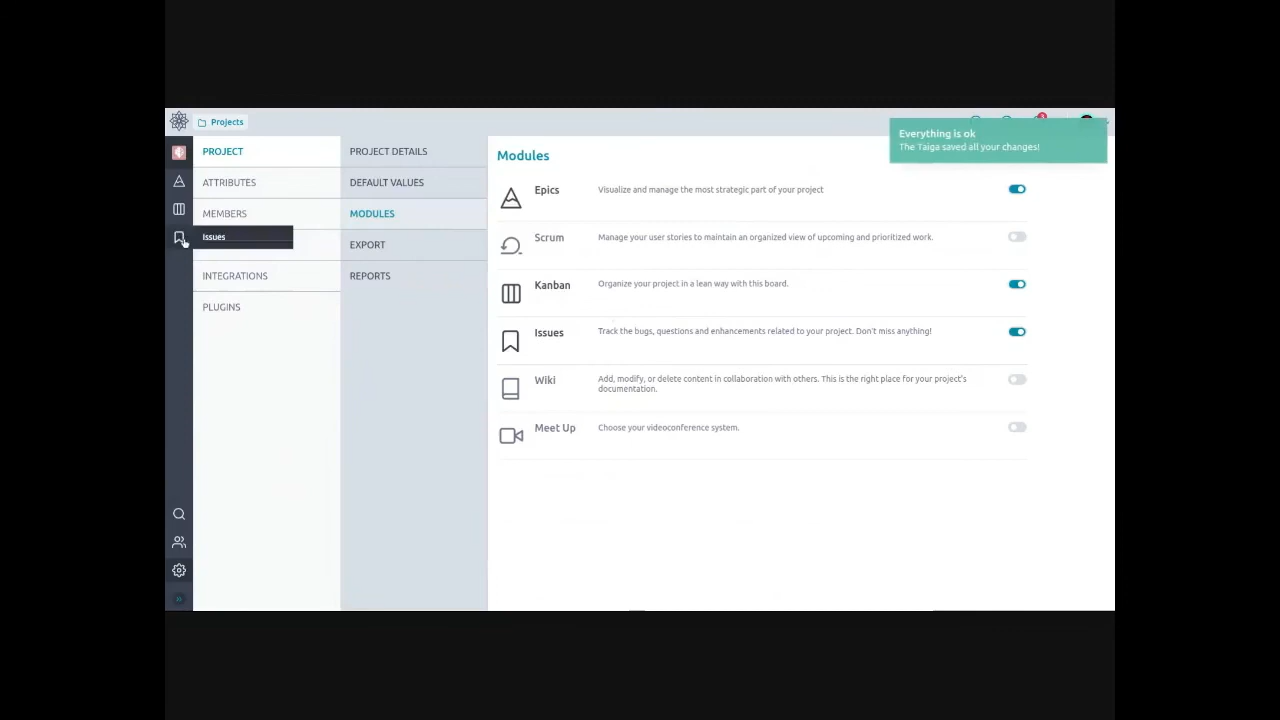 Projects
3
Everything is ok
The Taiga saved all your changes!
PROJECT
ATTRIBUTES
MEMBERS
Issues
INTEGRATIONS
PLUGINS
PROJECT DETAILS
DEFAULT VALUES
MODULES
EXPORT
REPORTS
Modules
Epics
Visualize and manage the most strategic part of your project
Scrum
Manage your user stories to maintain an organized view of upcoming and prioritized work.
Kanban
Organize your project in a lean way with this board.
Issues
Track the bugs, questions and enhancements related to your project. Don't miss anything!
Wiki
Add, modify, or delete content in collaboration with others. This is the right place for your project's
documentation.
Meet Up
Choose your videoconference system.